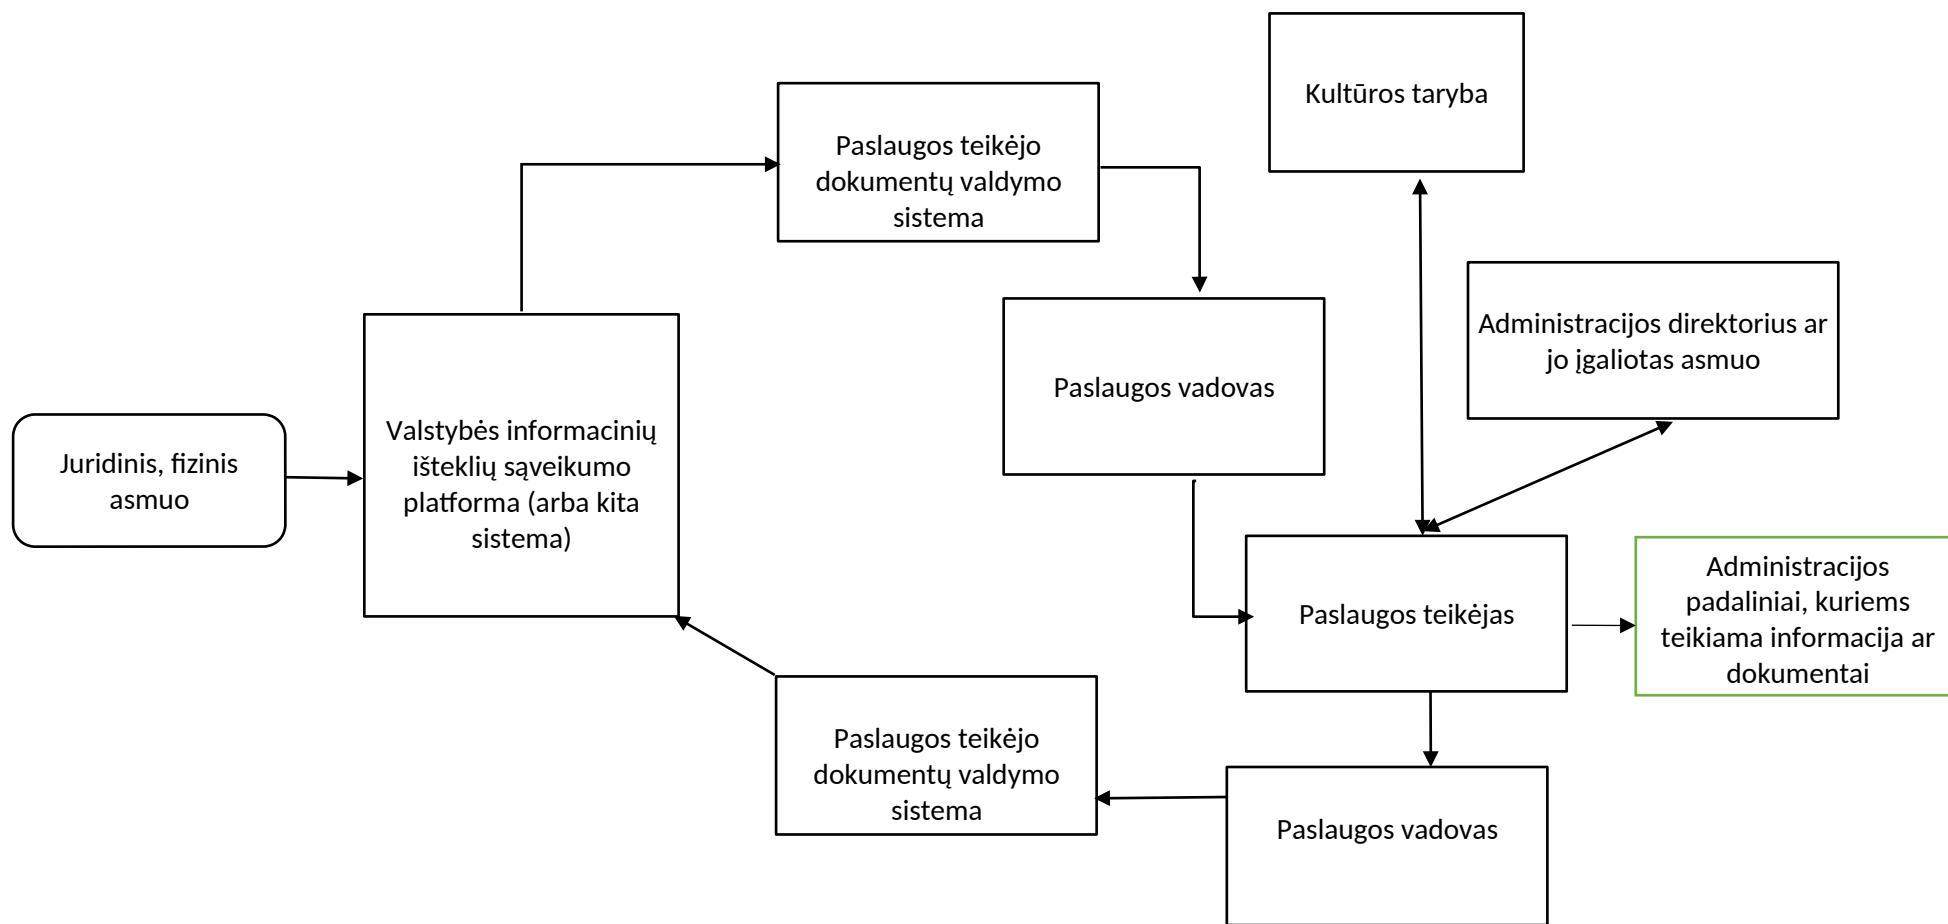 Kultūros taryba
Paslaugos teikėjo
dokumentų valdymo
sistema
Administracijos direktorius ar
jo įgaliotas asmuo
Paslaugos vadovas
Valstybės informacinių
išteklių sąveikumo
platforma (arba kita
sistema)
Juridinis, fizinis
asmuo
Paslaugos teikėjas
Administracijos
padaliniai, kuriems
teikiama informacija ar
dokumentai
Paslaugos teikėjo
dokumentų valdymo
sistema
Paslaugos vadovas